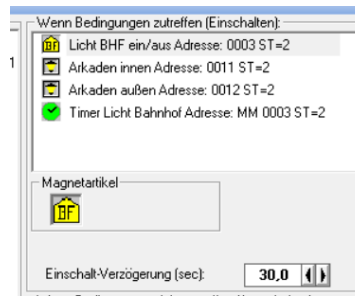 Wenn Bedingungen zutreffen (Einschalten):
BF Licht BHF ein/aus Adresse: 0003 ST=2
1
Arkaden innen Adresse: 0011 ST=2
Arkaden außen Adresse: 0012 ST=2
Timer Licht Bahnhof Adresse: MM 0003 ST=2
Magnetartikel
BF
Einschalt-Verzögerung (sec): 30,0